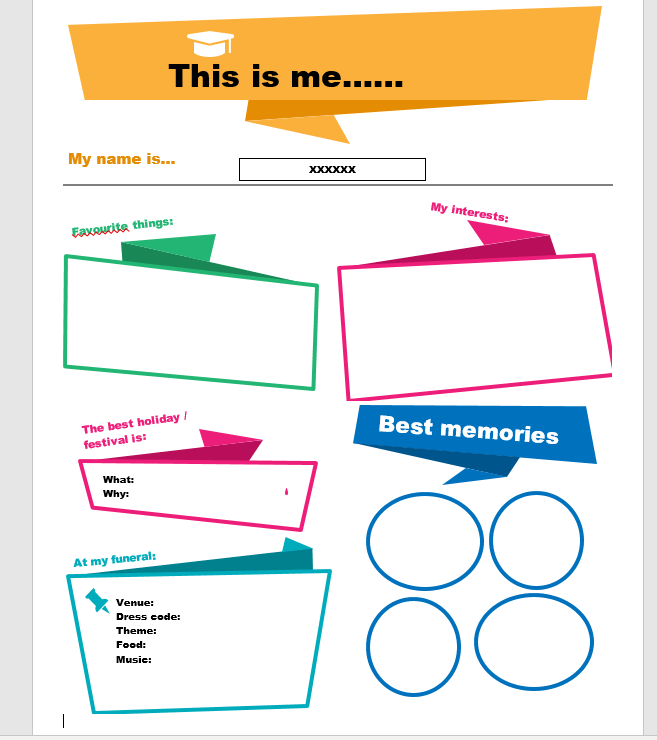 This is me……
My name is…
xxxxxx
Favourite things:
My interests:
The best holiday /
festival is:
What:
Why:
Best memories
At my funeral:
Venue:
Dress code:
Theme:
Food:
Music: